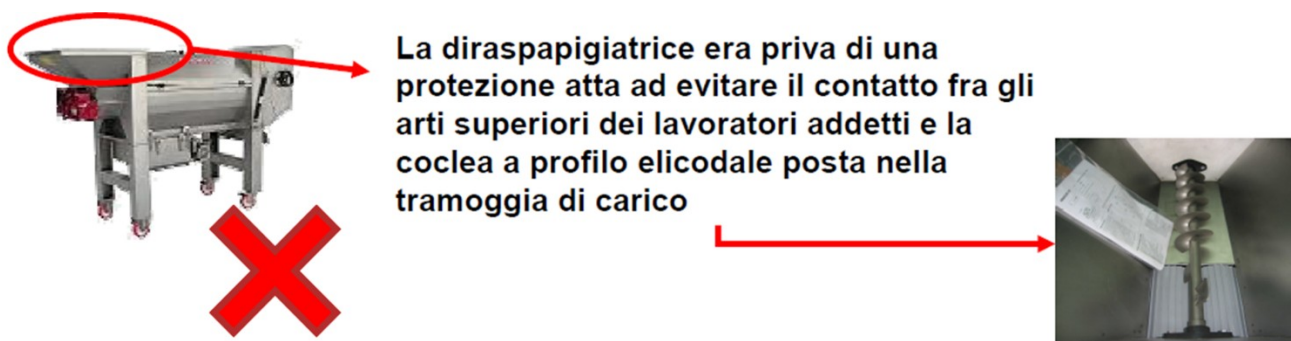 La diraspapigiatrice era priva di una
protezione atta ad evitare il contatto fra gli
arti superiori dei lavoratori addetti e la
coclea a profilo elicodale posta nella
tramoggia di carico